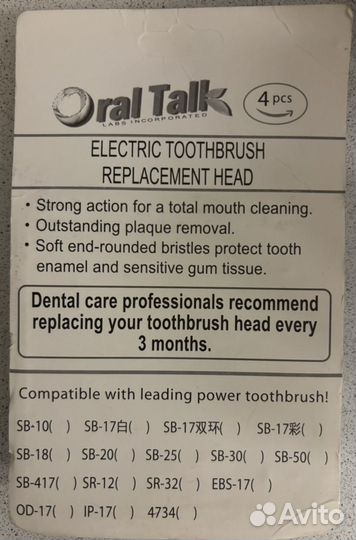 Oral Talk
LABS INCORPORATED
4 pcs
ELECTRIC TOOTHBRUSH
REPLACEMENT HEAD
• Strong action for a total mouth cleaning.
• Outstanding plaque removal.
• Soft end-rounded bristles protect tooth
enamel and sensitive gum tissue.
Dental care professionals recommend
replacing your toothbrush head every
3 months.
Compatible with leading power toothbrush!
SB-10( ) SB-17白( ) SB-17双环( ) SB-17彩( )
SB-18( ) SB-20( ) SB-25( ) SB-30( ) SB-50( )
SB-417( ) SR-12( ) SR-32( ) EBS-17( )
OD-17( ) IP-17( ) 4734( )
Avito